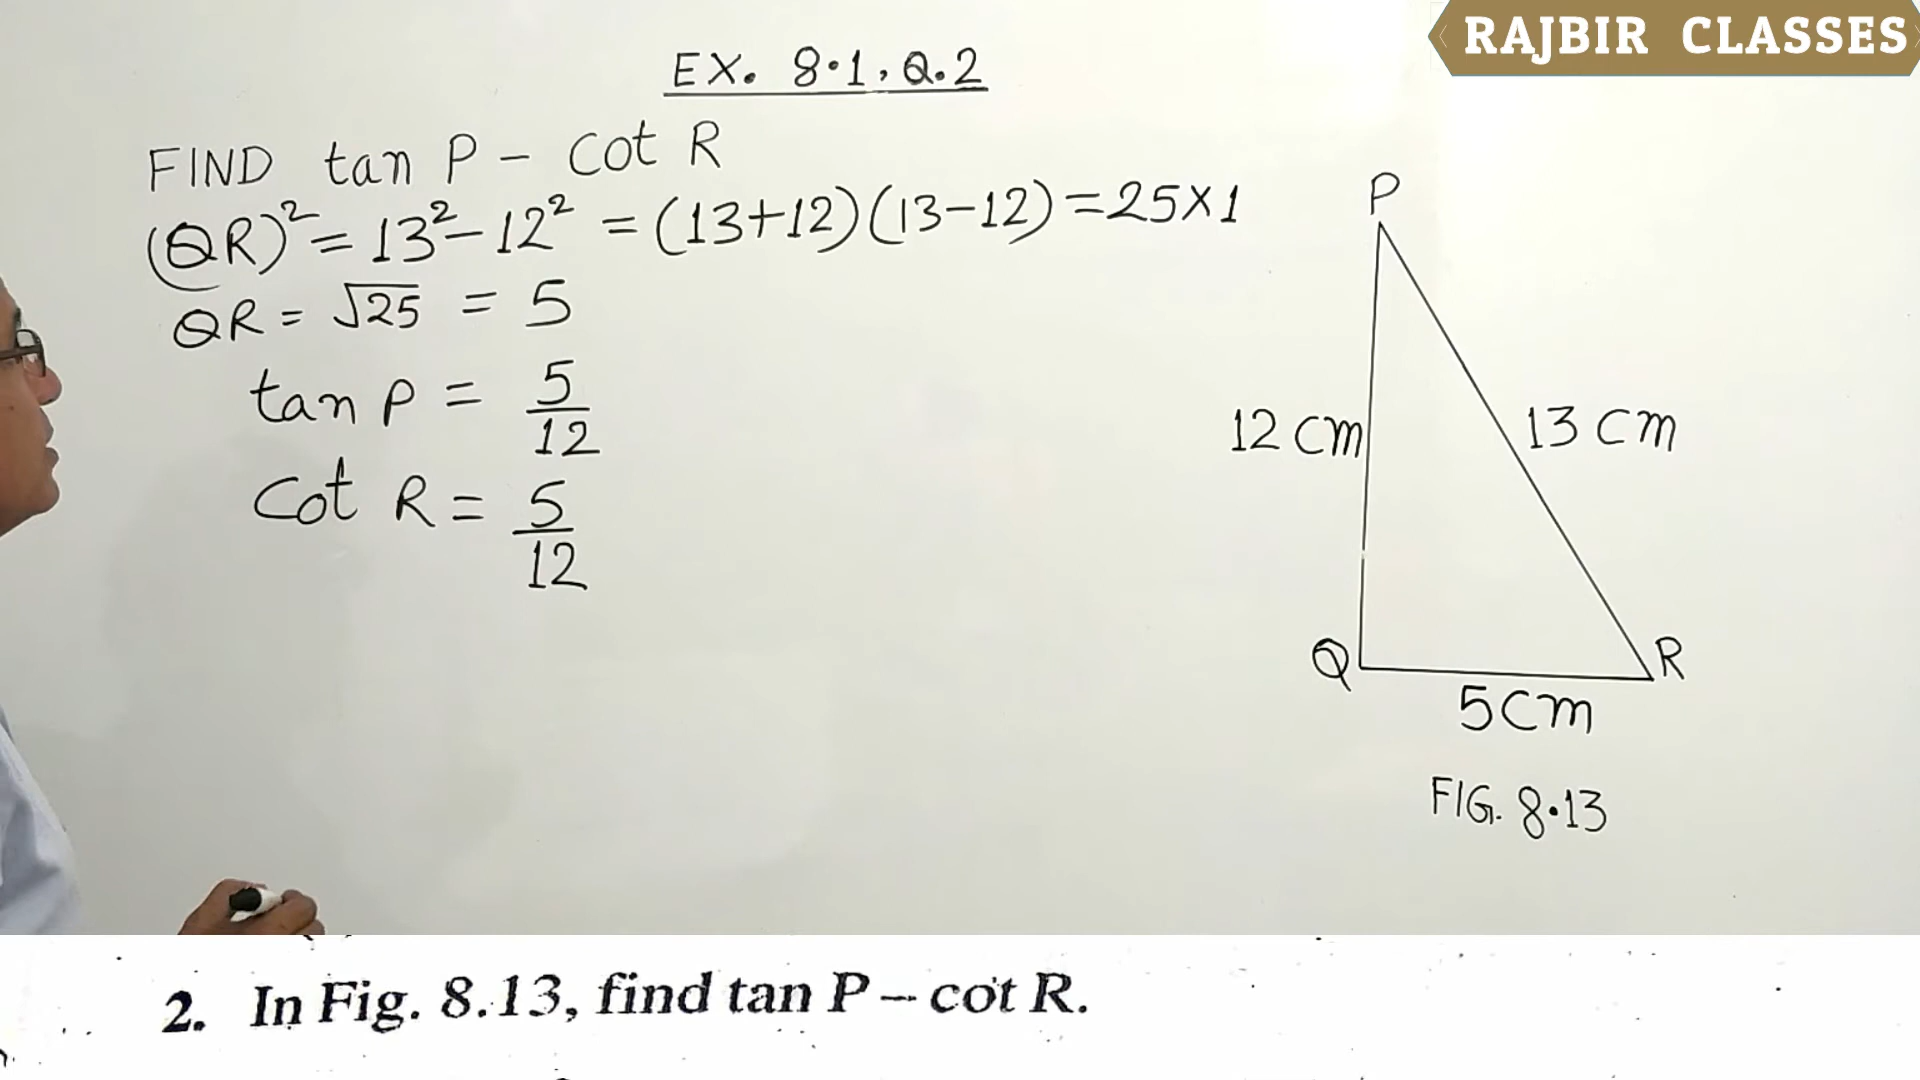 RAJBIR CLASSES
EX. 8.1, Q.2
FIND tan P - cot R
(QR)² = 13² - 12² = (13+12)(13-12) = 25×1
QR = √25 = 5
tan P = 5/12
cot R = 5/12
P
12 cm
13 cm
Q
R
5cm
FIG. 8.13
2. In Fig. 8.13, find tan P – cot R.